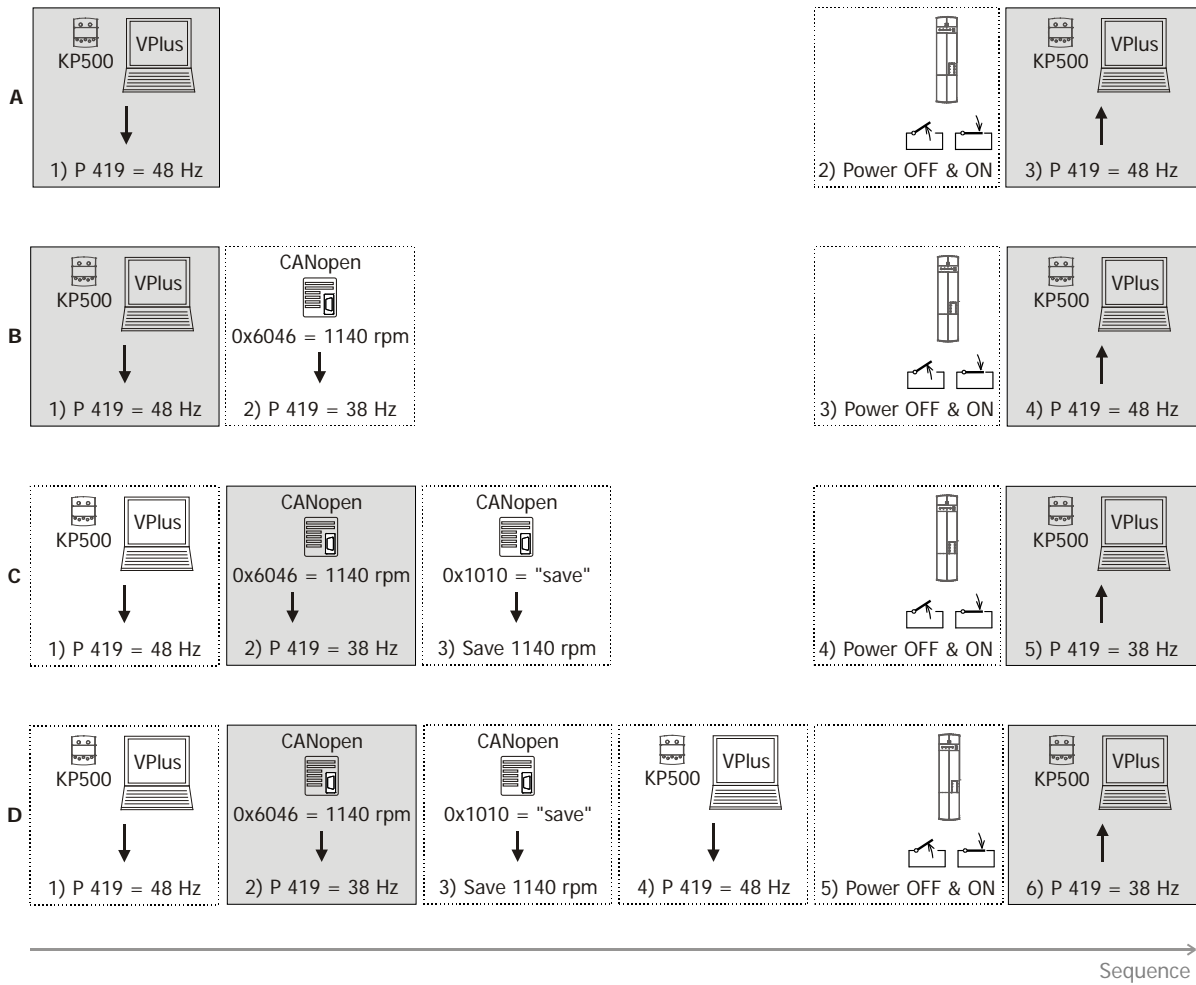 VPlus
KP500
A
1) P 419 = 48 Hz
2) Power OFF & ON
VPlus
KP500
3) P 419 = 48 Hz
VPlus
KP500
B
1) P 419 = 48 Hz
CANopen
0x6046 = 1140 rpm
2) P 419 = 38 Hz
3) Power OFF & ON
VPlus
KP500
4) P 419 = 48 Hz
VPlus
KP500
C
1) P 419 = 48 Hz
CANopen
0x6046 = 1140 rpm
2) P 419 = 38 Hz
CANopen
0x1010 = "save"
3) Save 1140 rpm
4) Power OFF & ON
VPlus
KP500
5) P 419 = 38 Hz
VPlus
KP500
D
1) P 419 = 48 Hz
CANopen
0x6046 = 1140 rpm
2) P 419 = 38 Hz
CANopen
0x1010 = "save"
3) Save 1140 rpm
VPlus
KP500
4) P 419 = 48 Hz
5) Power OFF & ON
VPlus
KP500
6) P 419 = 38 Hz
Sequence